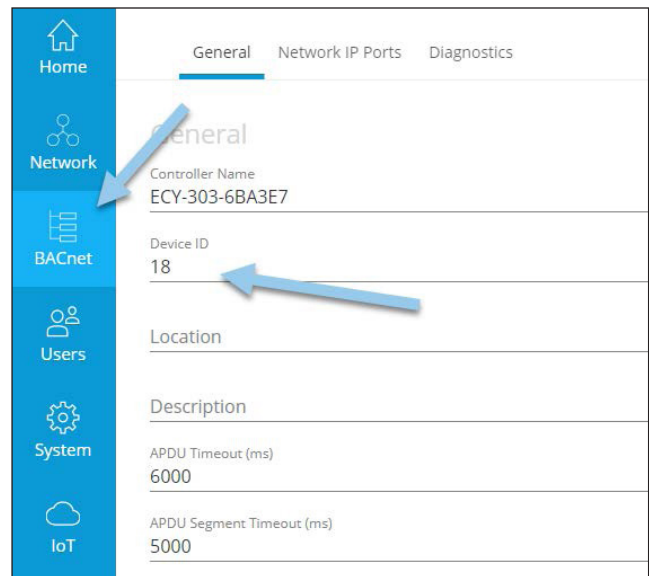 Home
Network
BACnet
Users
System
IoT
General Network IP Ports Diagnostics
General
Controller Name
ECY-303-6BA3E7
Device ID
18
Location
Description
APDU Timeout (ms)
6000
APDU Segment Timeout (ms)
5000